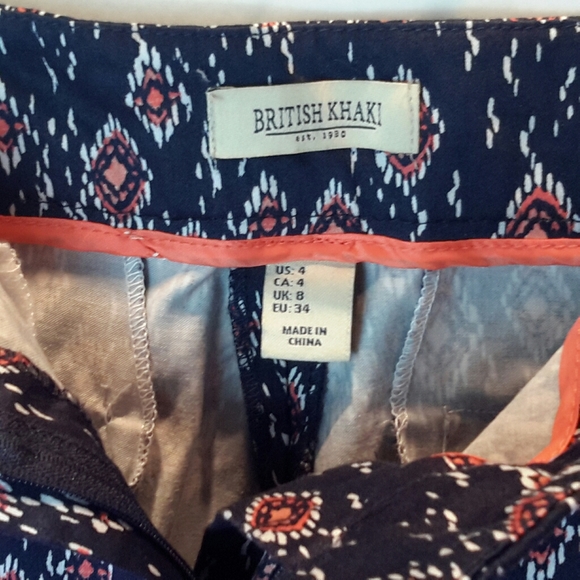 BRITISH KHAKI
est. 1980
US: 4
CA: 4
UK: 8
EU: 34
MADE IN
CHINA